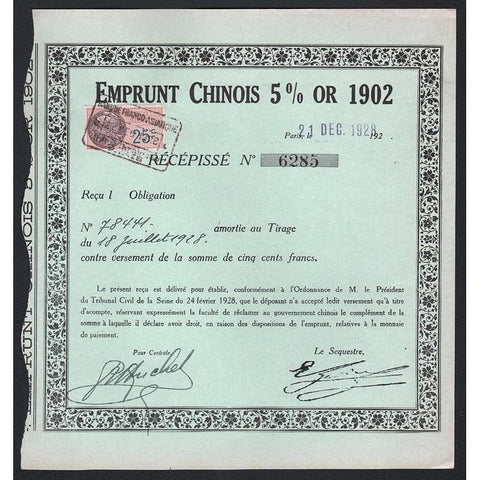 EMPRUNT CHINOIS 5% OR 1902
25c
Paris, 21 DEC. 1928 192 .
RÉCÉPISSÉ N° 6285
Reçu 1 Obligation
N° 78441 amortie au Tirage
du 18 juillet 1928.
contre versement de la somme de cinq cents francs.
Le présent reçu est délivré pour établir, conformément à l'Ordonnance de M. le Président
du Tribunal Civil de la Seine du 24 février 1928, que le déposant n'a accepté ledit versement qu'à titre
d'acompte, réservant expressément la faculté de réclamer au gouvernement chinois le complément de la
somme à laquelle il déclare avoir droit, en raison des dispositions de l'emprunt, relatives à la monnaie
de paiement.
Pour Contrôle, Le Sequestre,